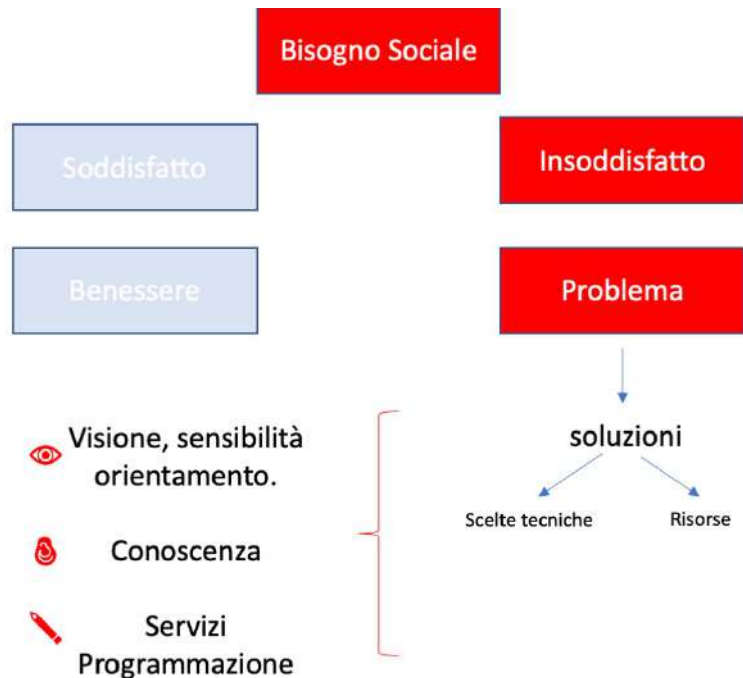 Bisogno Sociale
Soddisfatto
Insoddisfatto
Benessere
Problema
Visione, sensibilità
orientamento.
soluzioni
Scelte tecniche
Risorse
Conoscenza
Servizi
Programmazione